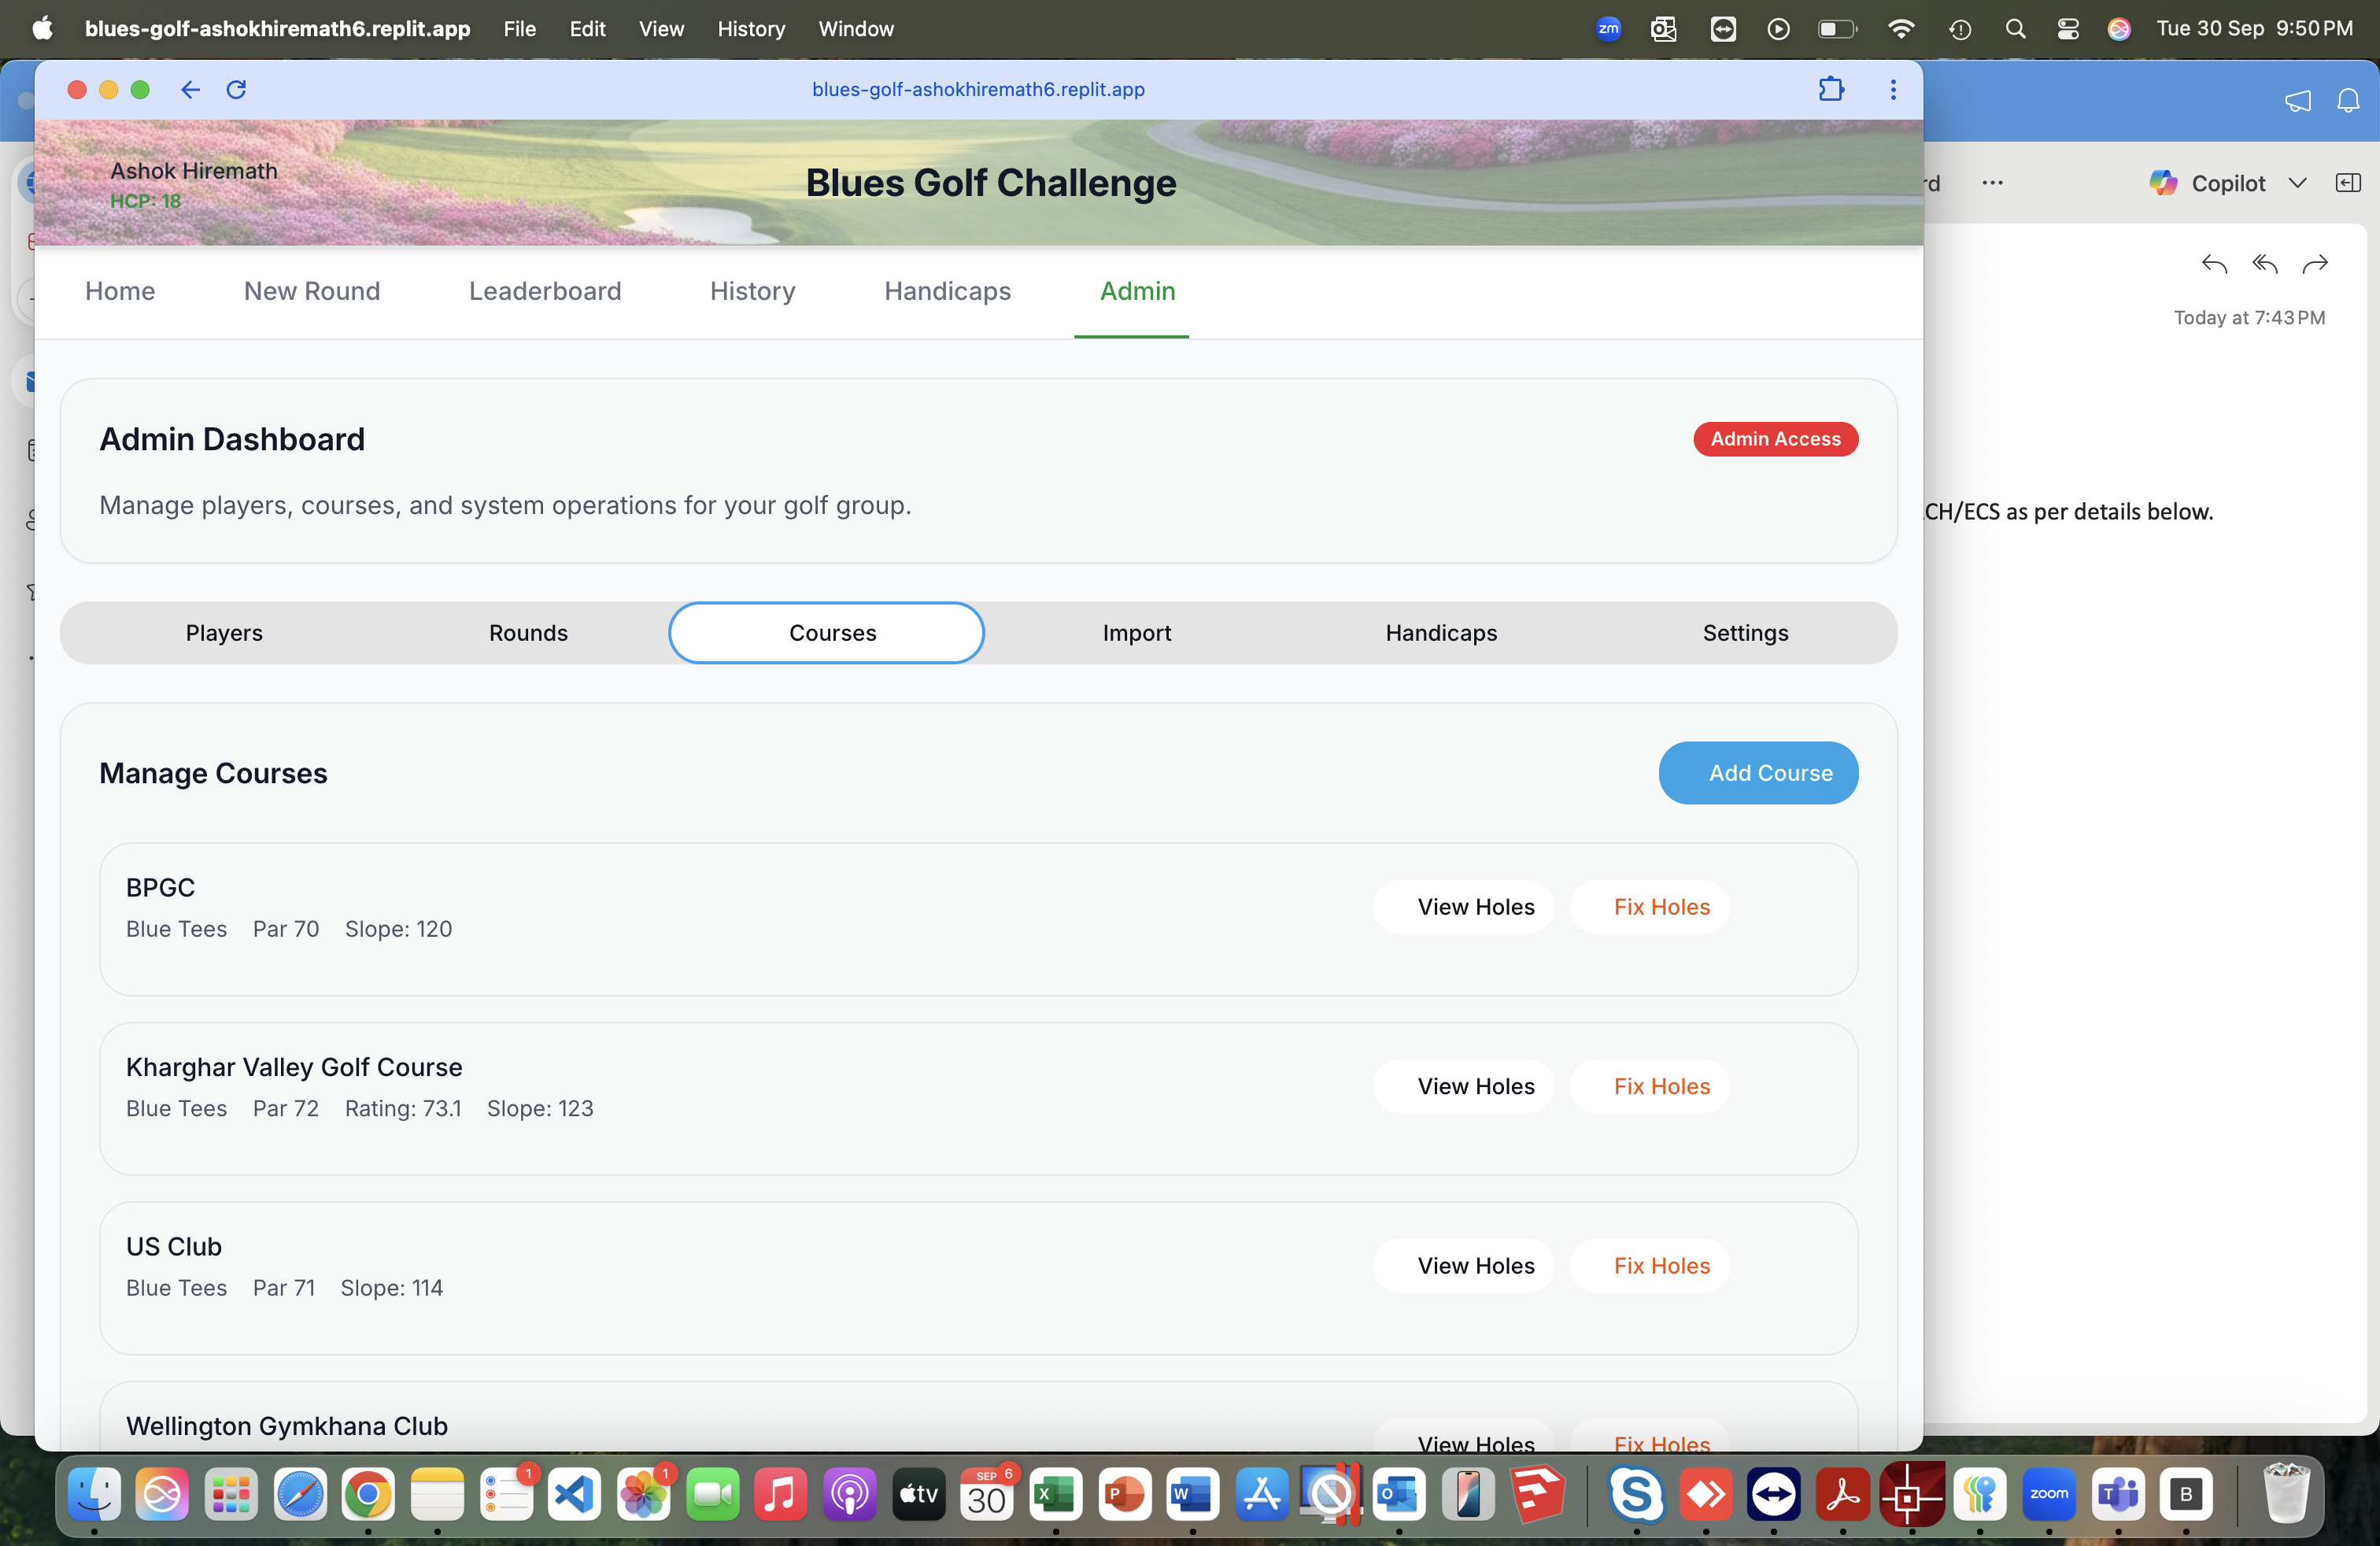 blues-golf-ashokhiremath6.replit.app File Edit View History Window zm Tue 30 Sep 9:50 PM
blues-golf-ashokhiremath6.replit.app
Ashok Hiremath
HCP: 18
Blues Golf Challenge
Copilot
Home New Round Leaderboard History Handicaps Admin
Today at 7:43 PM
Admin Dashboard
Admin Access
Manage players, courses, and system operations for your golf group.
CH/ECS as per details below.
Players Rounds Courses Import Handicaps Settings
Manage Courses
Add Course
BPGC
Blue Tees Par 70 Slope: 120
View Holes Fix Holes
Kharghar Valley Golf Course
Blue Tees Par 72 Rating: 73.1 Slope: 123
View Holes Fix Holes
US Club
Blue Tees Par 71 Slope: 114
View Holes Fix Holes
Wellington Gymkhana Club
View Holes Fix Holes
1 1 tv SEP 6 30 X P W O S zoom T B